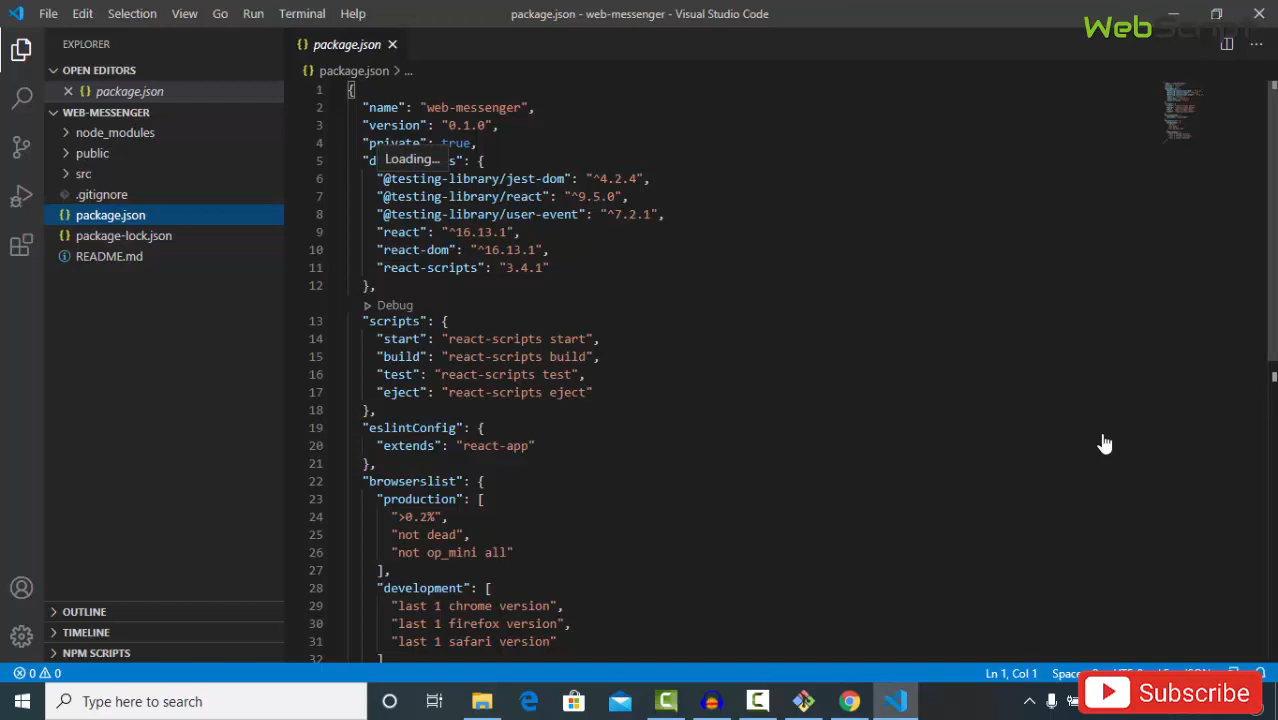 File Edit Selection View Go Run Terminal Help
package.json - web-messenger - Visual Studio Code
WebScript
EXPLORER
OPEN EDITORS
package.json
WEB-MESSENGER
node_modules
public
src
.gitignore
package.json
package-lock.json
README.md
OUTLINE
TIMELINE
NPM SCRIPTS
package.json
package.json > ...
1 {
2 "name": "web-messenger",
3 "version": "0.1.0",
4 "private": true,
Loading...
5 "d s": {
6 "@testing-library/jest-dom": "^4.2.4",
7 "@testing-library/react": "^9.5.0",
8 "@testing-library/user-event": "^7.2.1",
9 "react": "^16.13.1",
10 "react-dom": "^16.13.1",
11 "react-scripts": "3.4.1"
12 },
Debug
13 "scripts": {
14 "start": "react-scripts start",
15 "build": "react-scripts build",
16 "test": "react-scripts test",
17 "eject": "react-scripts eject"
18 },
19 "eslintConfig": {
20 "extends": "react-app"
21 },
22 "browserslist": {
23 "production": [
24 ">0.2%",
25 "not dead",
26 "not op_mini all"
27 ],
28 "development": [
29 "last 1 chrome version",
30 "last 1 firefox version",
31 "last 1 safari version"
32 ]
0 0
Ln 1, Col 1
Type here to search
Subscribe